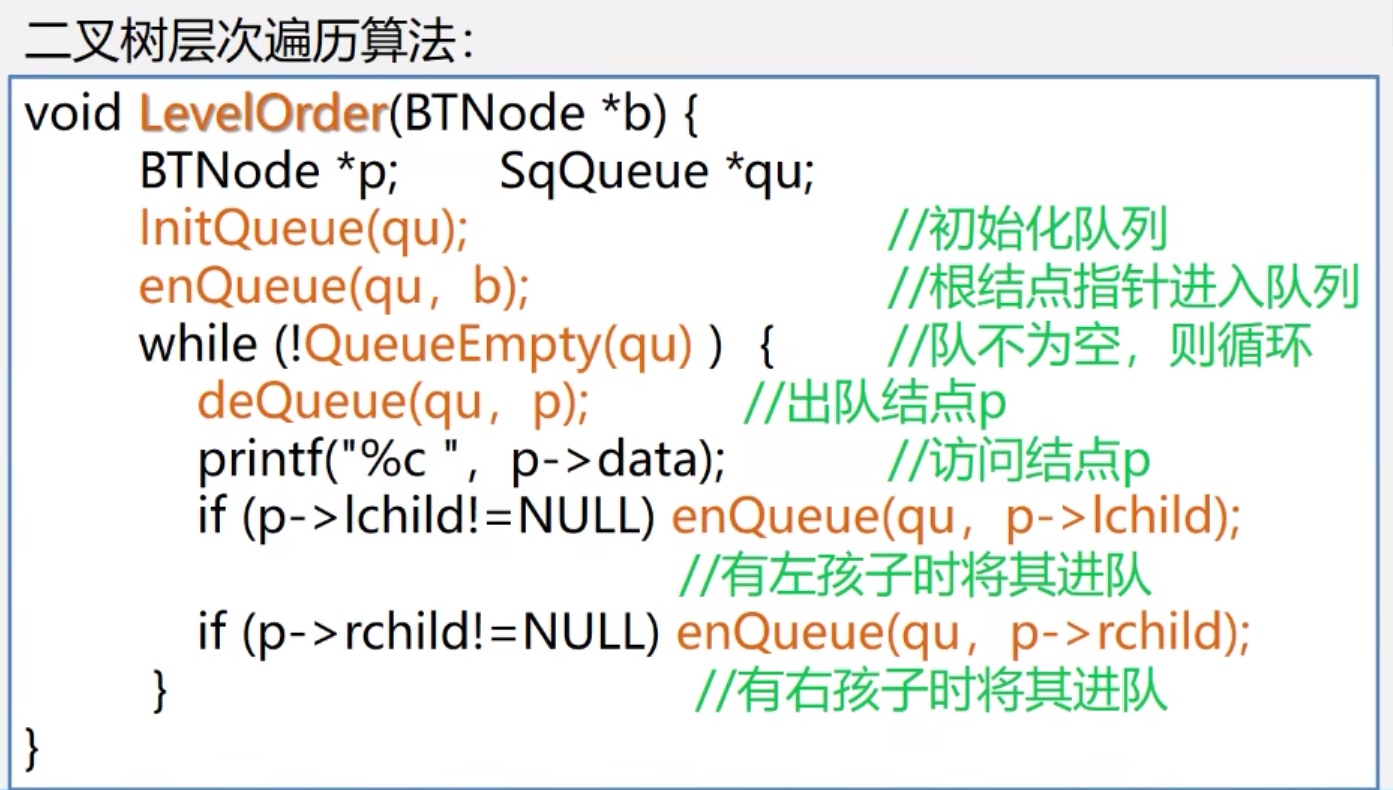 二叉树层次遍历算法：
void LevelOrder(BTNode *b) {
BTNode *p; SqQueue *qu;
InitQueue(qu); //初始化队列
enQueue(qu，b); //根结点指针进入队列
while (!QueueEmpty(qu) ) { //队不为空，则循环
deQueue(qu，p); //出队结点p
printf("%c "，p->data); //访问结点p
if (p->lchild!=NULL) enQueue(qu，p->lchild);
//有左孩子时将其进队
if (p->rchild!=NULL) enQueue(qu，p->rchild);
} //有右孩子时将其进队
}